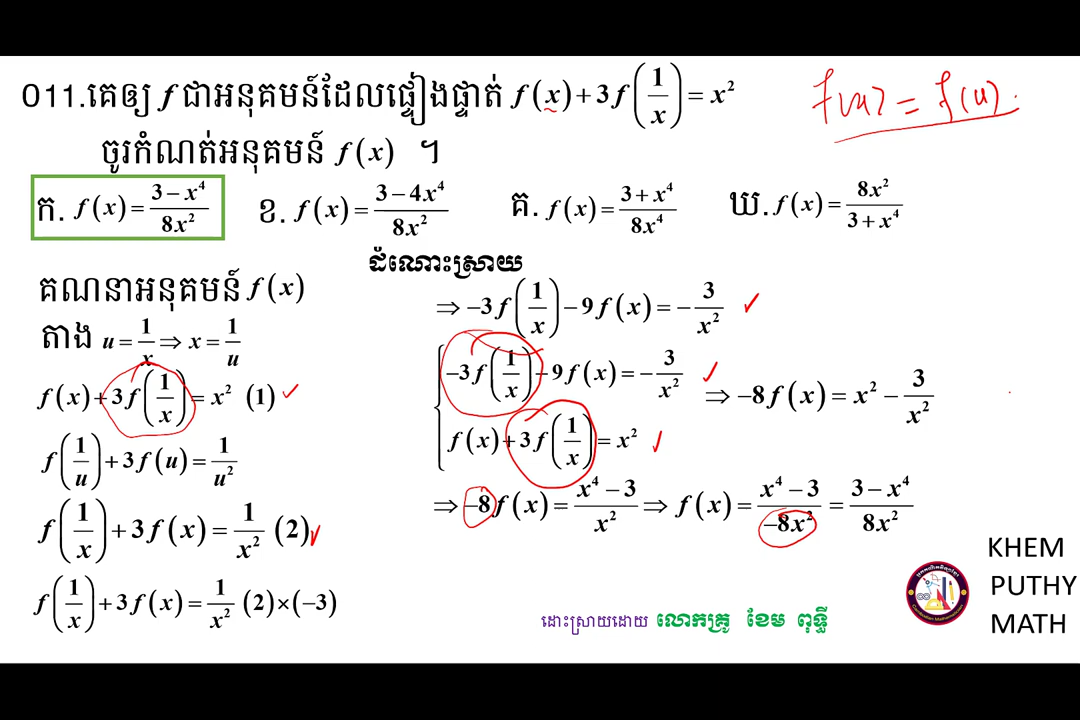 011.គេឲ្យ f ជាអនុគមន៍ដែលផ្ទៀងផ្ទាត់ f(x)+3f(1/x)=x²
f(x) = f(u).
ចូរកំណត់អនុគមន៍ f(x) ។
ក. f(x)=(3−x⁴)/(8x²) ខ. f(x)=(3−4x⁴)/(8x²) គ. f(x)=(3+x⁴)/(8x⁴) ឃ. f(x)=(8x²)/(3+x⁴)
ដំណោះស្រាយ
គណនាអនុគមន៍ f(x)
តាង u=1/x ⇒ x=1/u
f(x)+3f(1/x)=x² (1) ✓
f(1/u)+3f(u)=1/u²
f(1/x)+3f(x)=1/x² (2) ✓
f(1/x)+3f(x)=1/x² (2)×(−3)
⇒ −3f(1/x)−9f(x)=−3/x² ✓
{ −3f(1/x)−9f(x)=−3/x² ✓
f(x)+3f(1/x)=x² ✓
⇒ −8f(x)=x²−3/x²
⇒ −8f(x)=(x⁴−3)/x² ⇒ f(x)=(x⁴−3)/(−8x²)=(3−x⁴)/(8x²)
ដោះស្រាយដោយ លោកគ្រូ ខែម ពុទ្ធី
KHEM
PUTHY
MATH